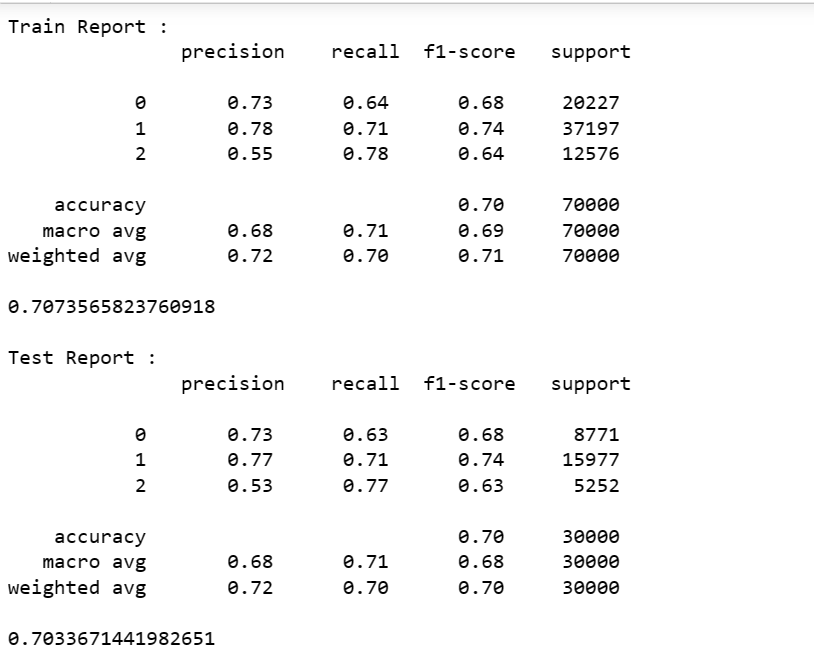 Train Report :
precision recall f1-score support
0 0.73 0.64 0.68 20227
1 0.78 0.71 0.74 37197
2 0.55 0.78 0.64 12576
accuracy 0.70 70000
macro avg 0.68 0.71 0.69 70000
weighted avg 0.72 0.70 0.71 70000
0.7073565823760918
Test Report :
precision recall f1-score support
0 0.73 0.63 0.68 8771
1 0.77 0.71 0.74 15977
2 0.53 0.77 0.63 5252
accuracy 0.70 30000
macro avg 0.68 0.71 0.68 30000
weighted avg 0.72 0.70 0.70 30000
0.7033671441982651